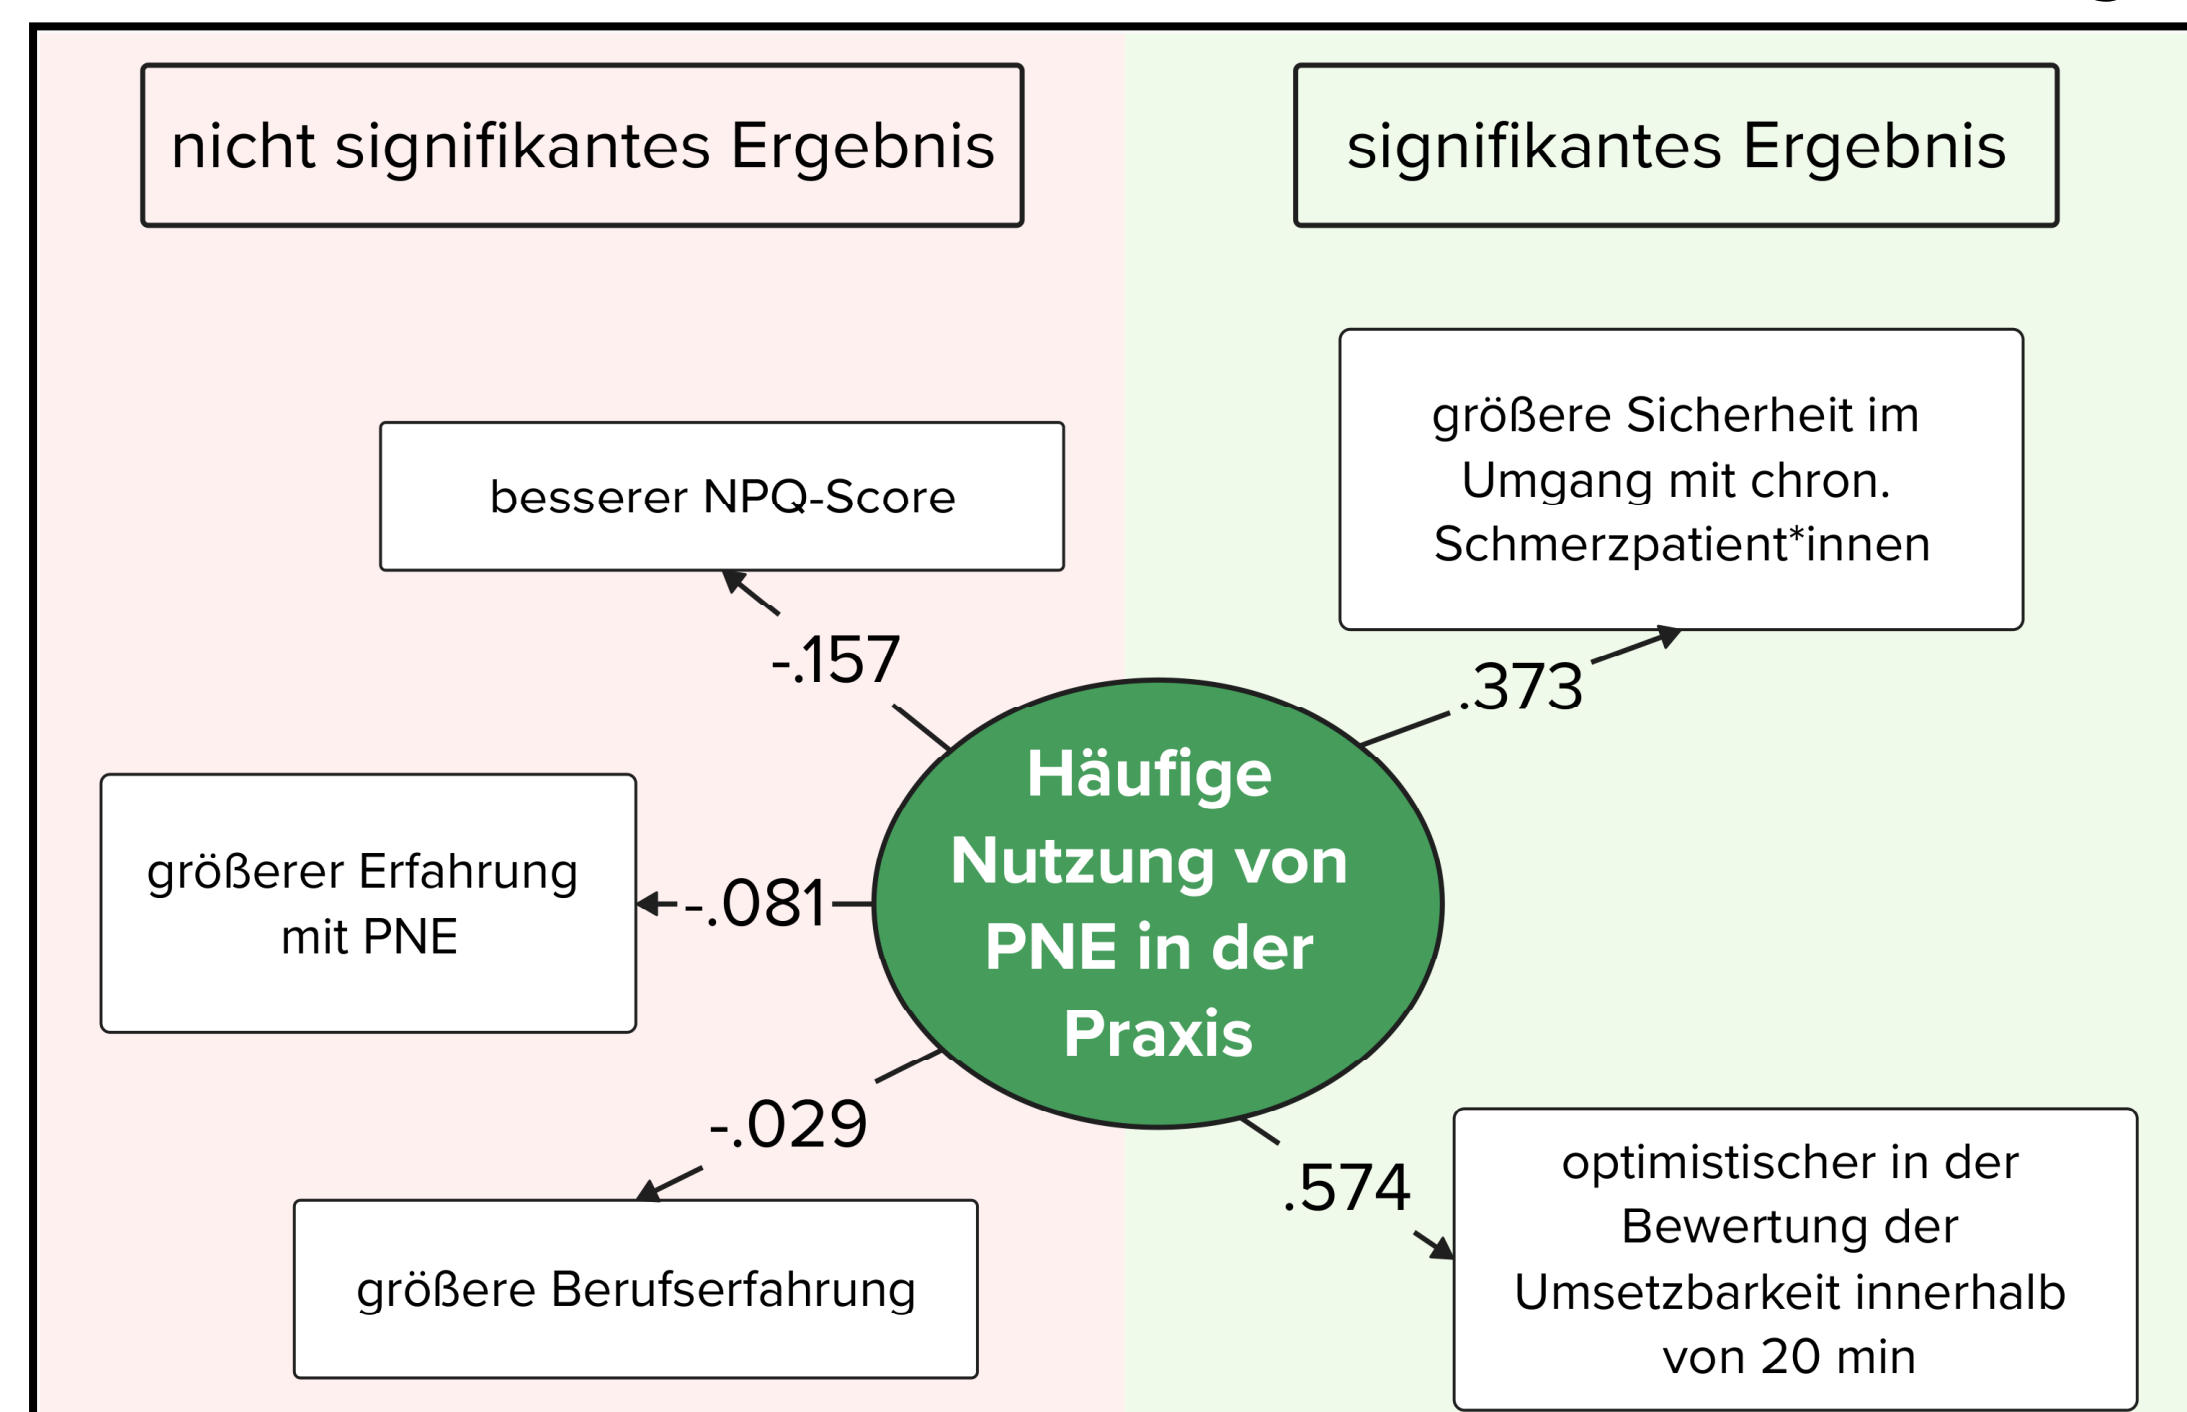 nicht signifikantes Ergebnis
signifikantes Ergebnis
größere Sicherheit im
Umgang mit chron.
Schmerzpatient*innen
besserer NPQ-Score
-.157
.373
Häufige
Nutzung von
PNE in der
Praxis
größerer Erfahrung
mit PNE
-.081
-.029
.574
größere Berufserfahrung
optimistischer in der
Bewertung der
Umsetzbarkeit innerhalb
von 20 min